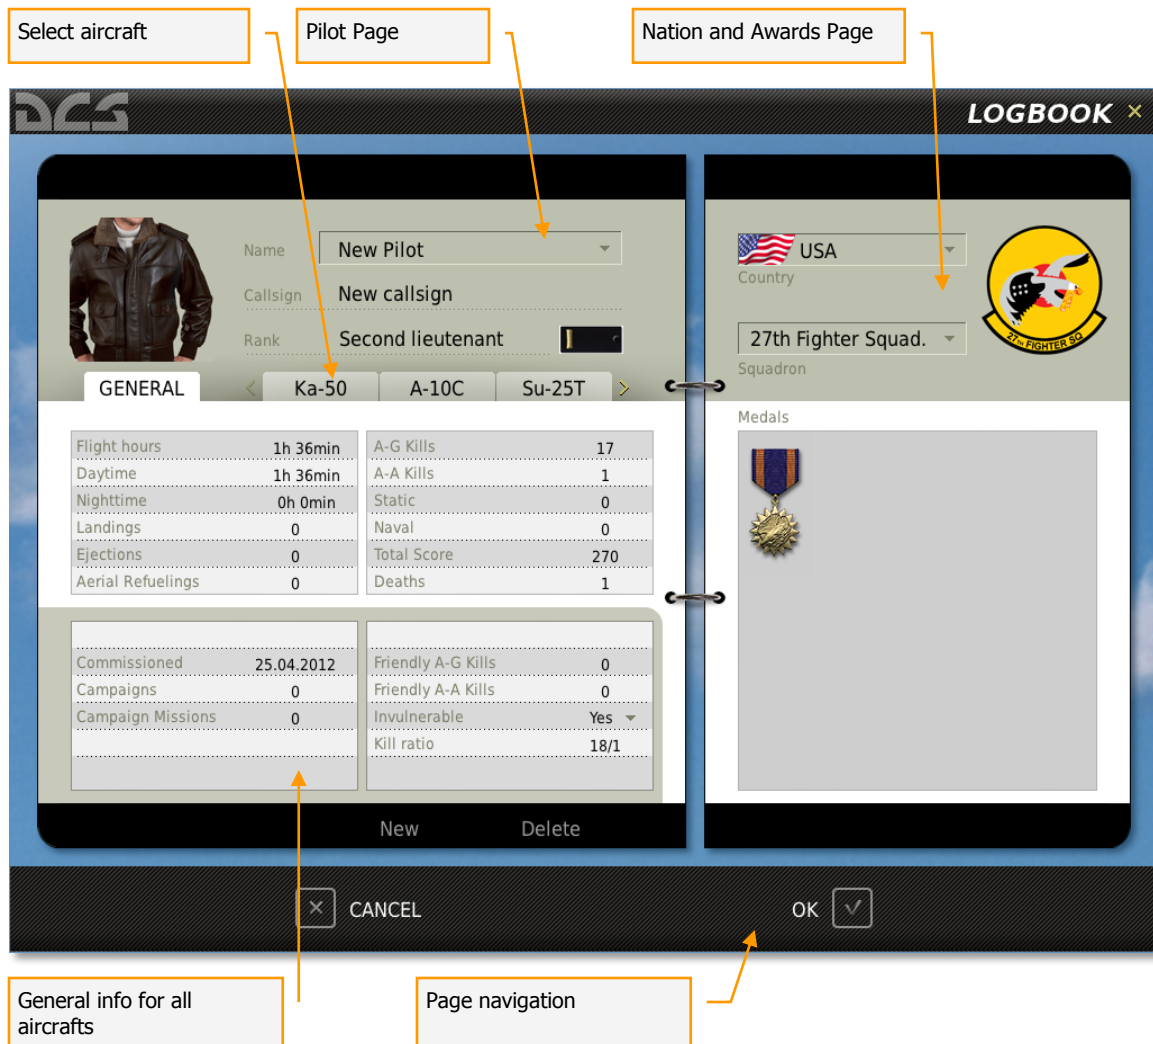 Select aircraft
Pilot Page
Nation and Awards Page
DCS
LOGBOOK
Name New Pilot
Callsign New callsign
Rank Second lieutenant
USA
Country
27th Fighter Squad.
Squadron
27TH FIGHTER SQ
GENERAL Ka-50 A-10C Su-25T
Flight hours 1h 36min
Daytime 1h 36min
Nighttime 0h 0min
Landings 0
Ejections 0
Aerial Refuelings 0
A-G Kills 17
A-A Kills 1
Static 0
Naval 0
Total Score 270
Deaths 1
Commissioned 25.04.2012
Campaigns 0
Campaign Missions 0
Friendly A-G Kills 0
Friendly A-A Kills 0
Invulnerable Yes
Kill ratio 18/1
Medals
New Delete
CANCEL
OK
General info for all
aircrafts
Page navigation